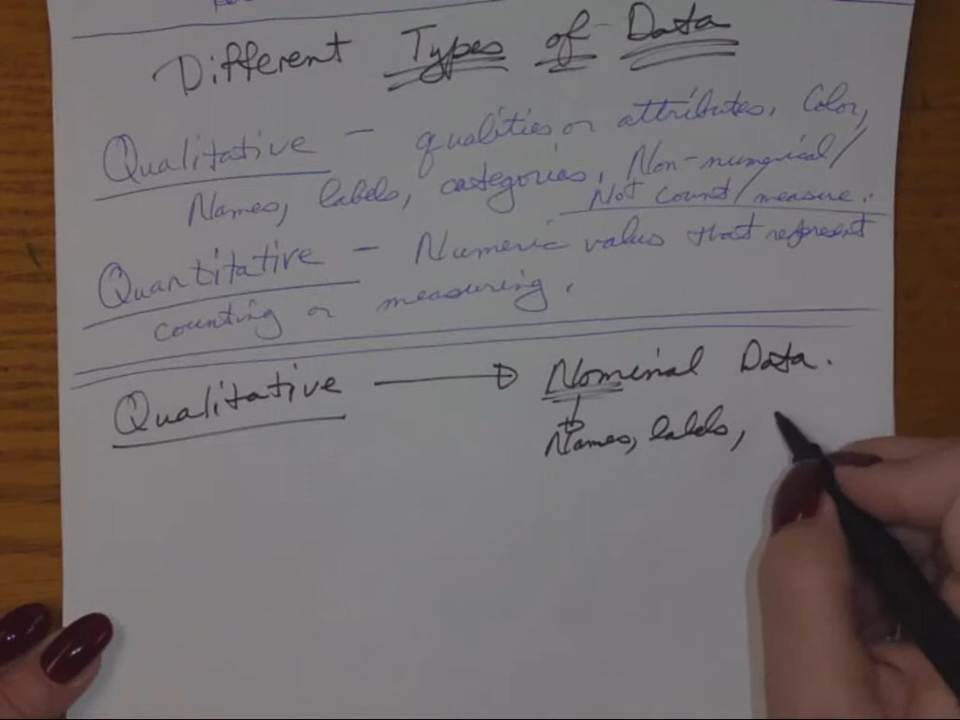 Different Types of Data
Qualitative - qualities or attributes, Color,
Names, labels, categories, Non-numerical/
Not count/measure.
Quantitative - Numeric value that represent
counting or measuring.
Qualitative → Nominal Data.
Names, labels,